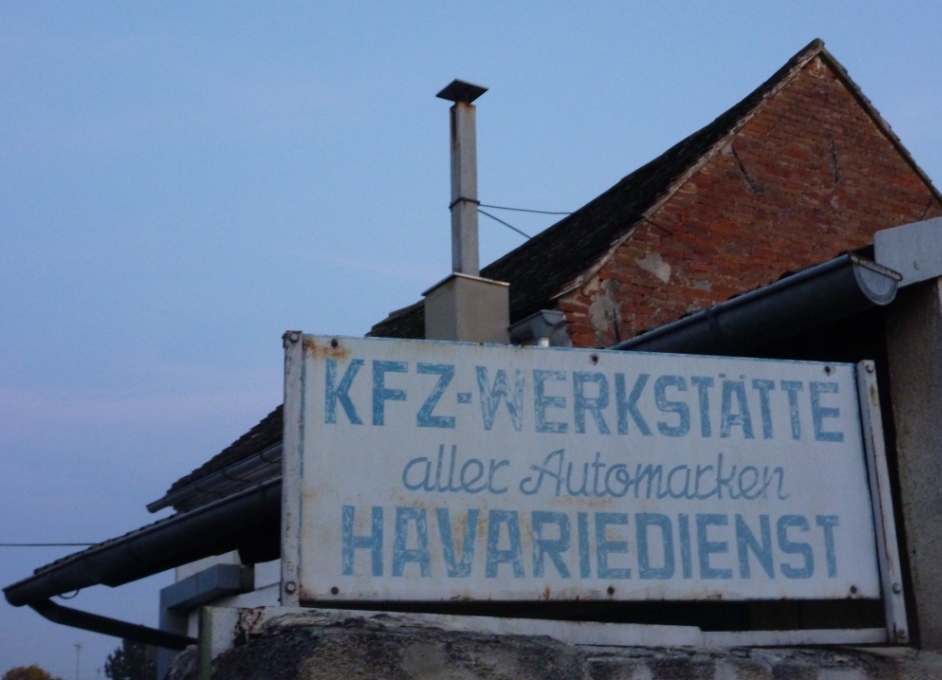 KFZ-WERKSTÄTTE
aller Automarken
HAVARIEDIENST